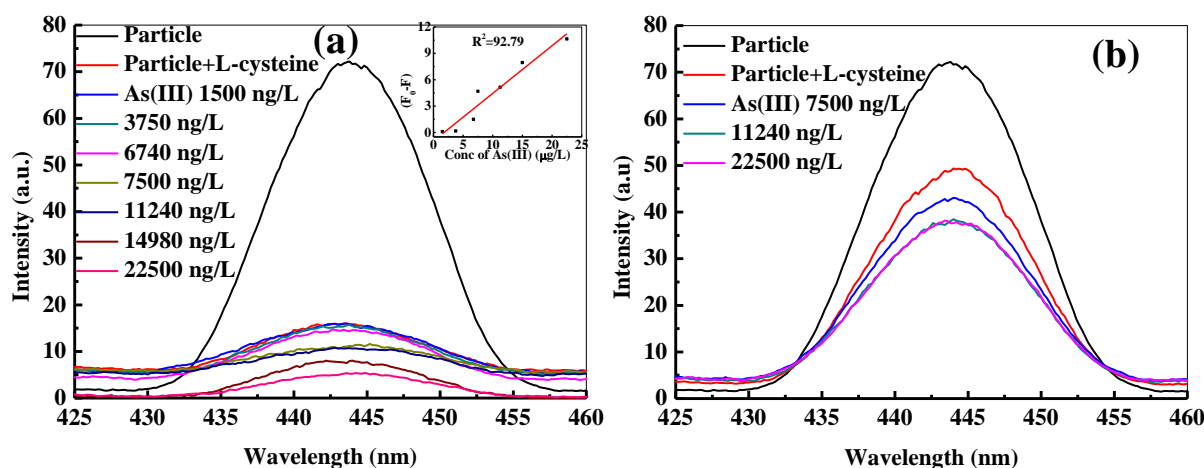 (a)
Intensity (a.u.)
80
70
60
50
40
30
20
10
0
Particle
Particle+L-cysteine
As(III) 1500 ng/L
3750 ng/L
6740 ng/L
7500 ng/L
11240 ng/L
14980 ng/L
22500 ng/L
R²=92.79
(F₀-F)
12
9
6
3
0
0 5 10 15 20 25
Conc of As(III) (µg/L)
425 430 435 440 445 450 455 460
Wavelength (nm)
(b)
Intensity (a.u)
80
70
60
50
40
30
20
10
0
Particle
Particle+L-cysteine
As(III) 7500 ng/L
11240 ng/L
22500 ng/L
425 430 435 440 445 450 455 460
Wavelength (nm)